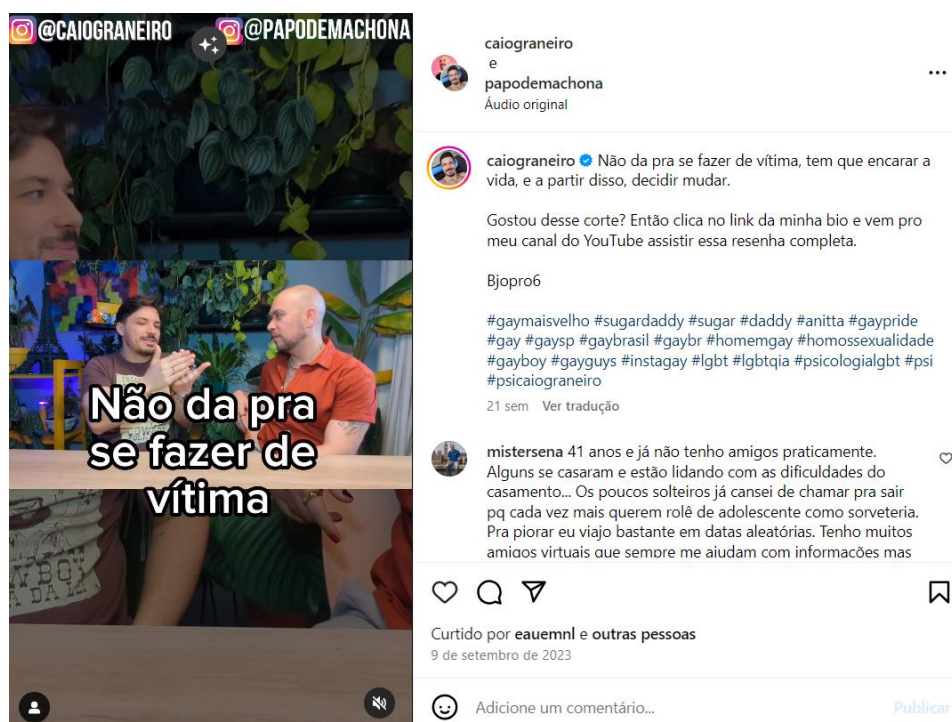 @CAIOGRANEIRO
@PAPODEMACHONA
Não da pra
se fazer de
vítima
caiograneiro
e
papodemachona
Áudio original
caiograneiro Não da pra se fazer de vítima, tem que encarar a
vida, e a partir disso, decidir mudar.
Gostou desse corte? Então clica no link da minha bio e vem pro
meu canal do YouTube assistir essa resenha completa.
Bjopro6
#gaymaisvelho #sugardaddy #sugar #daddy #anitta #gaypride
#gay #gaysp #gaybrasil #gaybr #homemgay #homossexualidade
#gayboy #gayguys #instagay #lgbt #lgbtqia #psicologialgbt #psi
#psicaiograneiro
21 sem Ver tradução
mistersena 41 anos e já não tenho amigos praticamente.
Alguns se casaram e estão lidando com as dificuldades do
casamento... Os poucos solteiros já cansei de chamar pra sair
pq cada vez mais querem rolê de adolescente como sorveteria.
Pra piorar eu viajo bastante em datas aleatórias. Tenho muitos
amigos virtuais que sempre me ajudam com informações mas
Curtido por eauemnl e outras pessoas
9 de setembro de 2023
Adicione um comentário...
Publicar